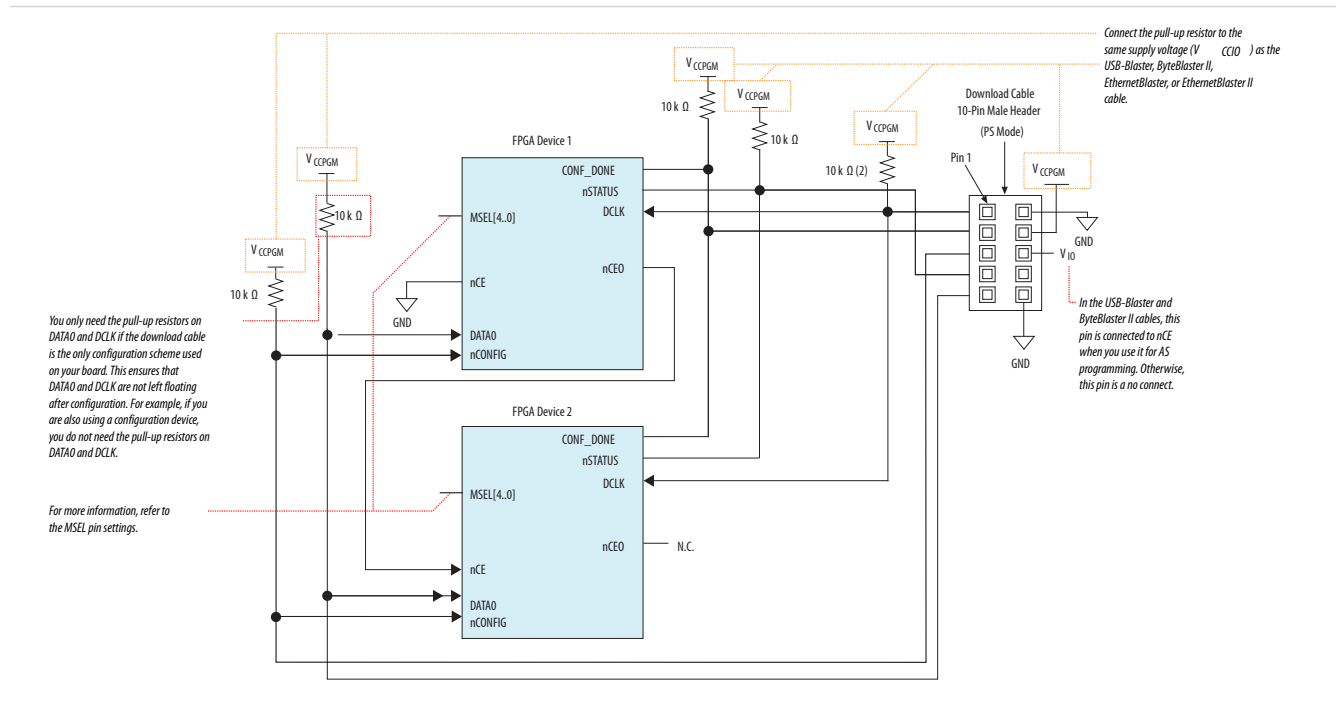 Connect the pull-up resistor to the
same supply voltage (V CCIO ) as the
USB-Blaster, ByteBlaster II,
EthernetBlaster, or EthernetBlaster II
cable.
V CCPGM
10 k Ω
V CCPGM
10 k Ω
V CCPGM
10 k Ω (2)
Download Cable
10-Pin Male Header
(PS Mode)
Pin 1
V CCPGM
GND
V IO
GND
In the USB-Blaster and
ByteBlaster II cables, this
pin is connected to nCE
when you use it for AS
programming. Otherwise,
this pin is a no connect.
V CCPGM
10 k Ω
V CCPGM
10 k Ω
You only need the pull-up resistors on
DATA0 and DCLK if the download cable
is the only configuration scheme used
on your board. This ensures that
DATA0 and DCLK are not left floating
after configuration. For example, if you
are also using a configuration device,
you do not need the pull-up resistors on
DATA0 and DCLK.
For more information, refer to
the MSEL pin settings.
FPGA Device 1
CONF_DONE
nSTATUS
DCLK
MSEL[4..0]
nCEO
nCE
GND
DATA0
nCONFIG
FPGA Device 2
CONF_DONE
nSTATUS
DCLK
MSEL[4..0]
nCEO
N.C.
nCE
DATA0
nCONFIG